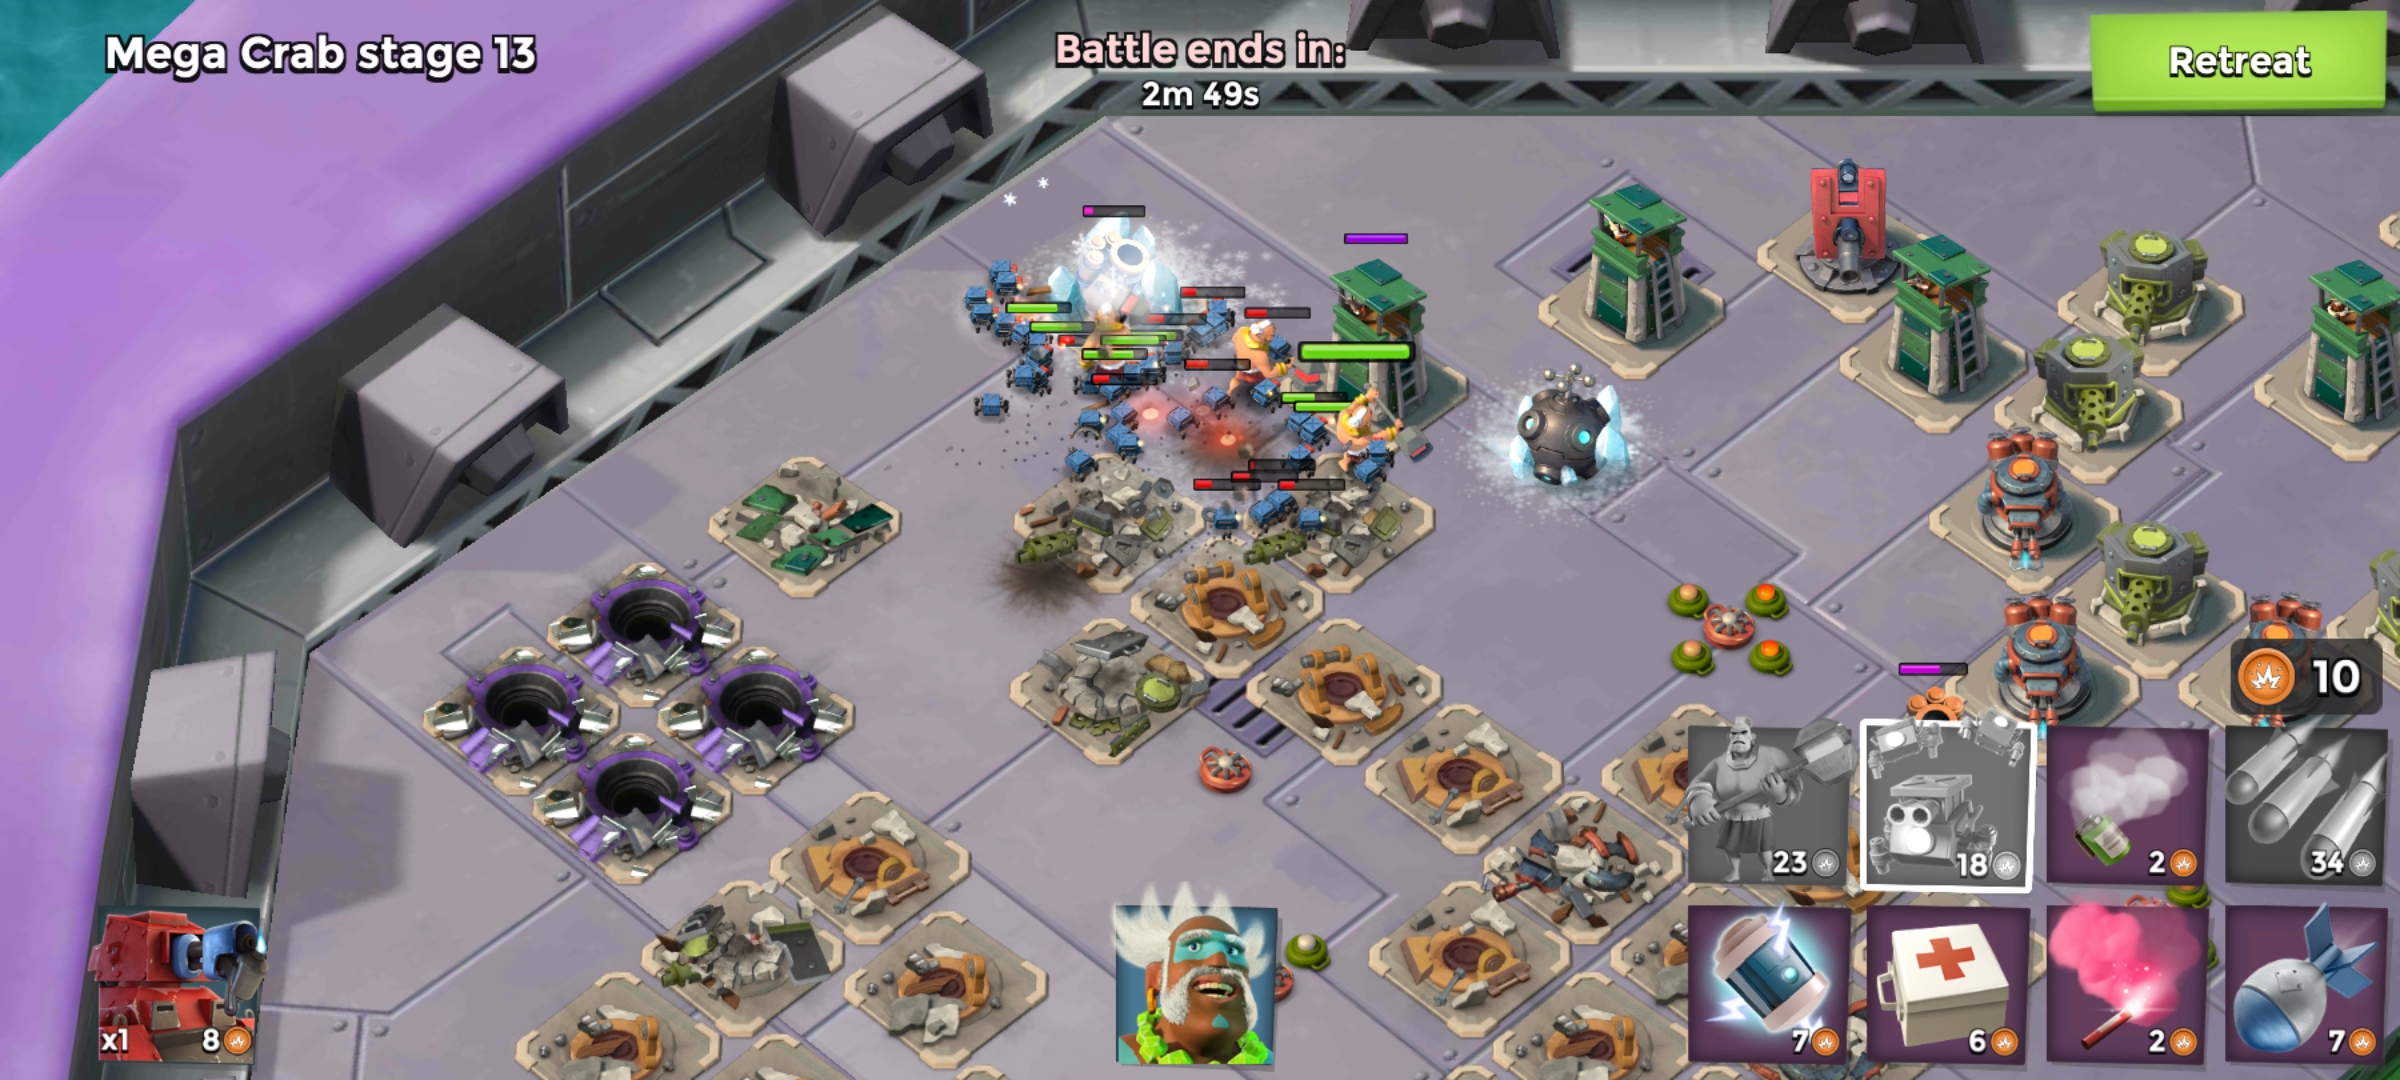 Mega Crab stage 13
Battle ends in:
2m 49s
Retreat
10
23
18
2
34
x1
8
7
6
2
7